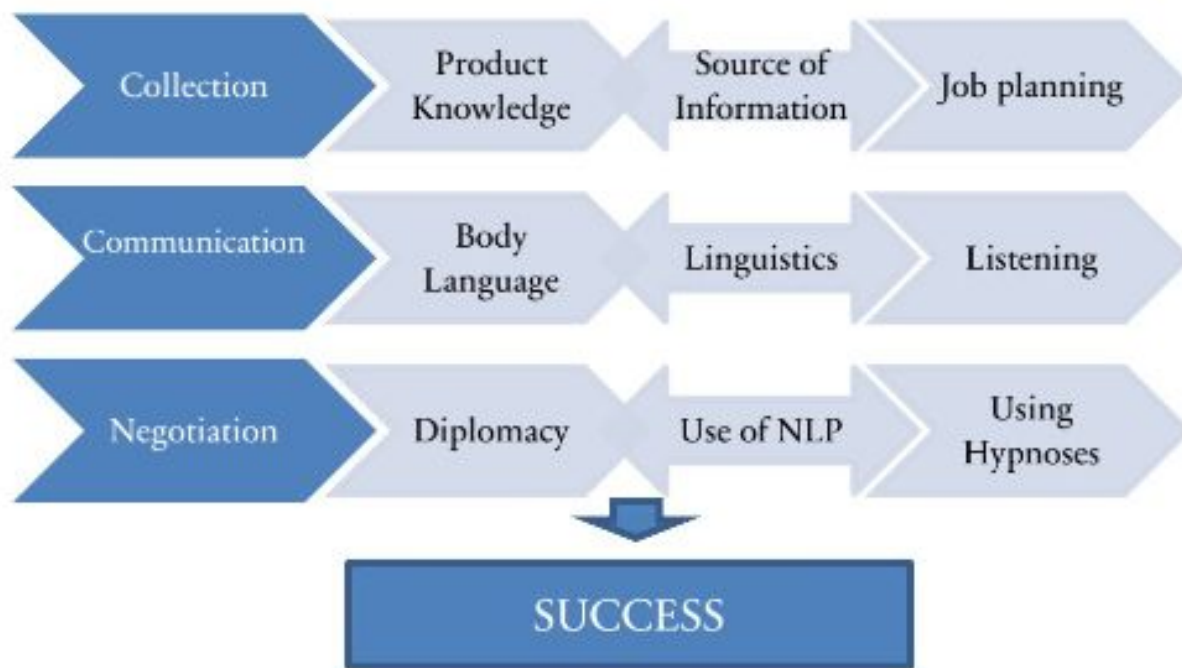 Collection
Product
Knowledge
Source of
Information
Job planning
Communication
Body
Language
Linguistics
Listening
Negotiation
Diplomacy
Use of NLP
Using
Hypnoses
SUCCESS